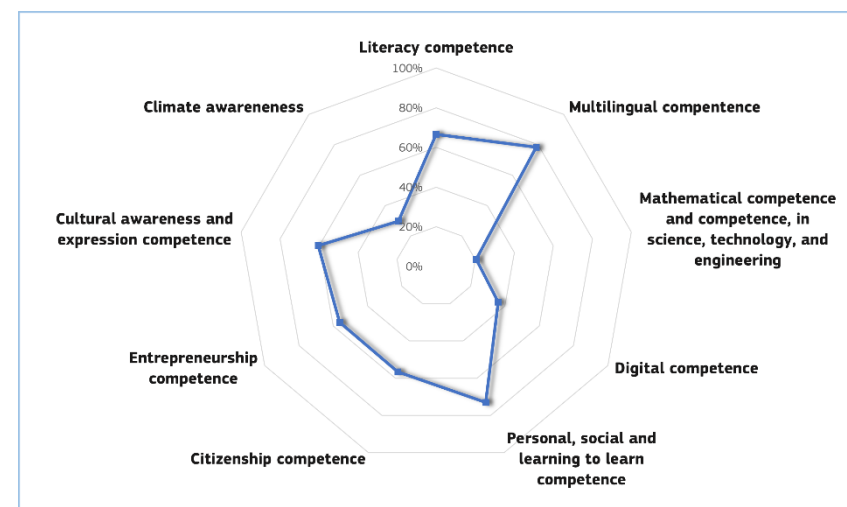 Literacy competence
100%
80%
60%
40%
20%
0%
Multilingual compentence
Mathematical competence
and competence, in
science, technology, and
engineering
Digital competence
Personal, social and
learning to learn
competence
Citizenship competence
Entrepreneurship
competence
Cultural awareness and
expression competence
Climate awareneness